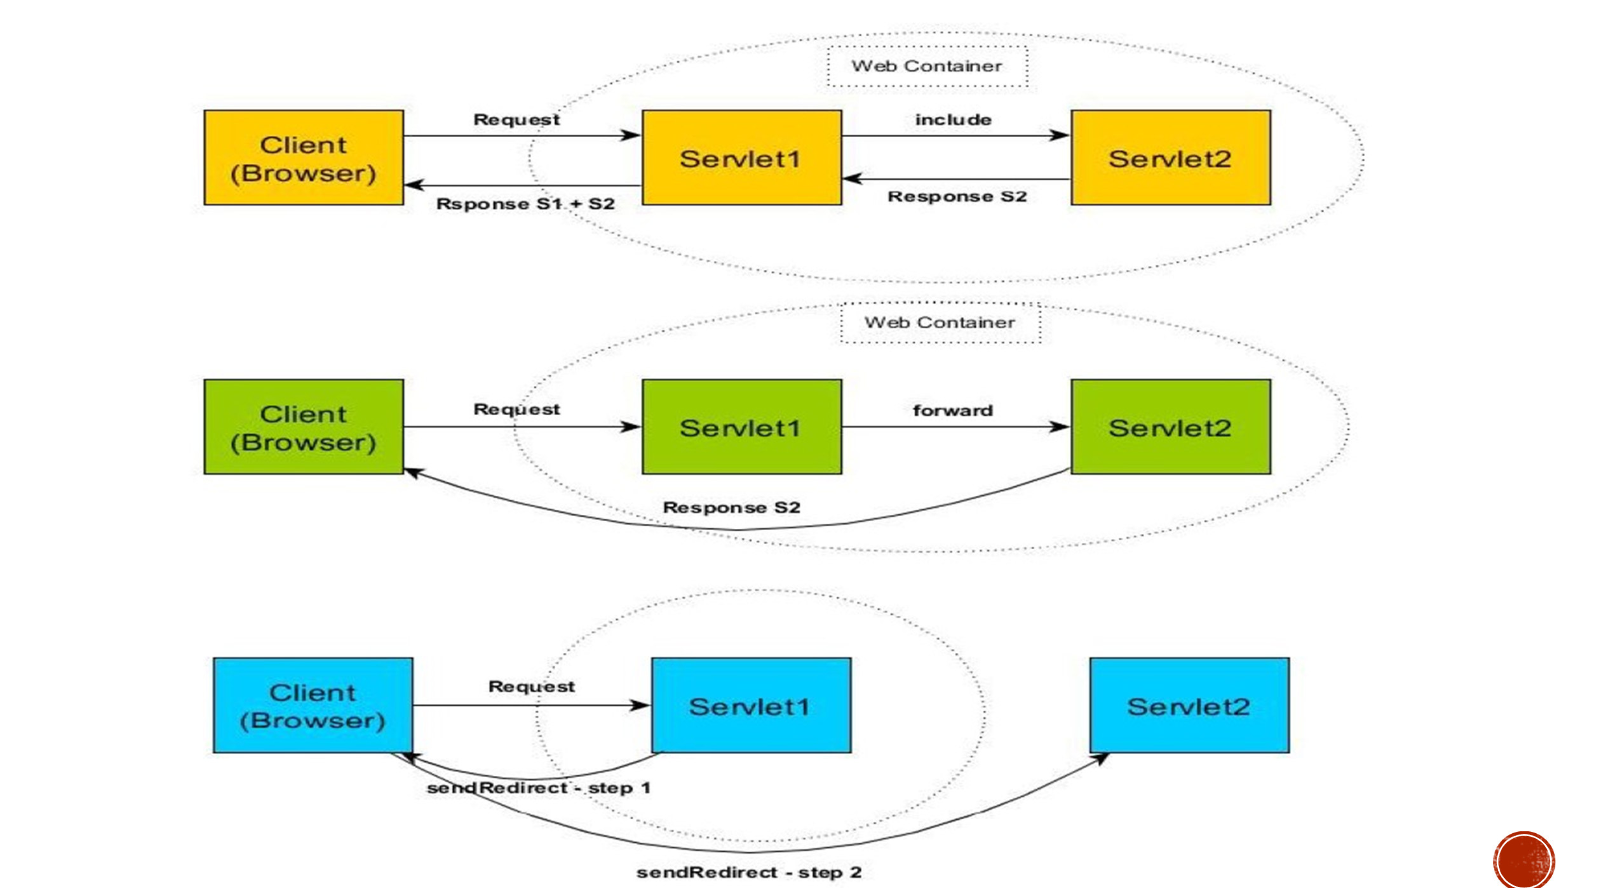 Web Container
Request
include
Client
(Browser)
Servlet1
Servlet2
Rsponse S1 + S2
Response S2
Web Container
Request
forward
Client
(Browser)
Servlet1
Servlet2
Response S2
Request
Client
(Browser)
Servlet1
Servlet2
sendRedirect - step 1
sendRedirect - step 2